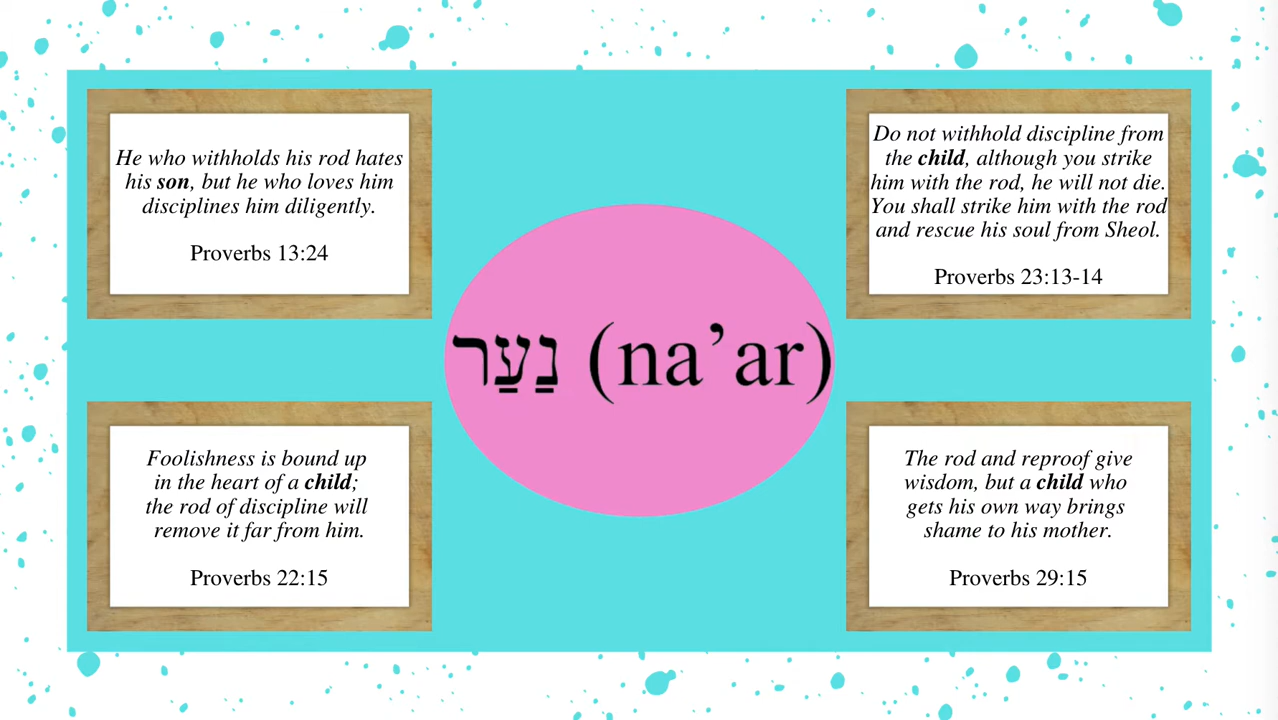 He who withholds his rod hates
his son, but he who loves him
disciplines him diligently.
Proverbs 13:24
Do not withhold discipline from
the child, although you strike
him with the rod, he will not die.
You shall strike him with the rod
and rescue his soul from Sheol.
Proverbs 23:13-14
נַעַר (na’ar)
Foolishness is bound up
in the heart of a child;
the rod of discipline will
remove it far from him.
Proverbs 22:15
The rod and reproof give
wisdom, but a child who
gets his own way brings
shame to his mother.
Proverbs 29:15